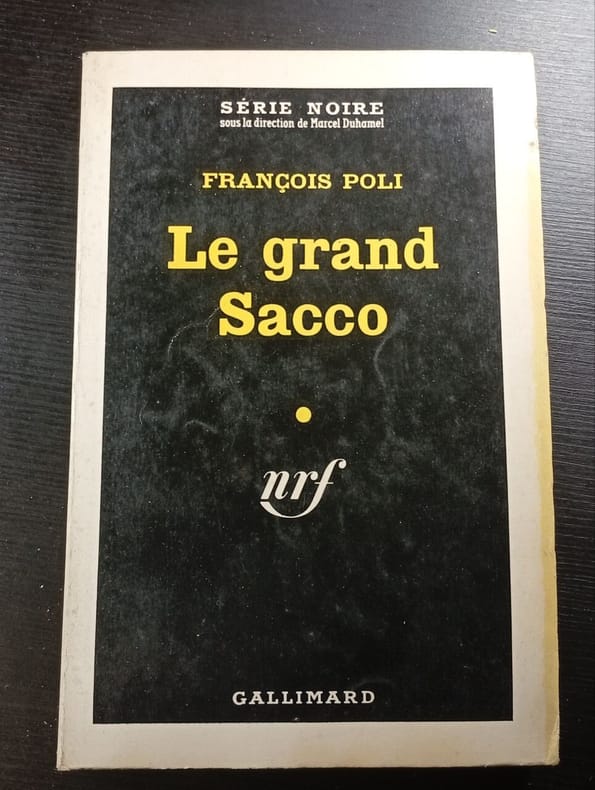 SÉRIE NOIRE
sous la direction de Marcel Duhamel
FRANÇOIS POLI
Le grand
Sacco
nrf
GALLIMARD